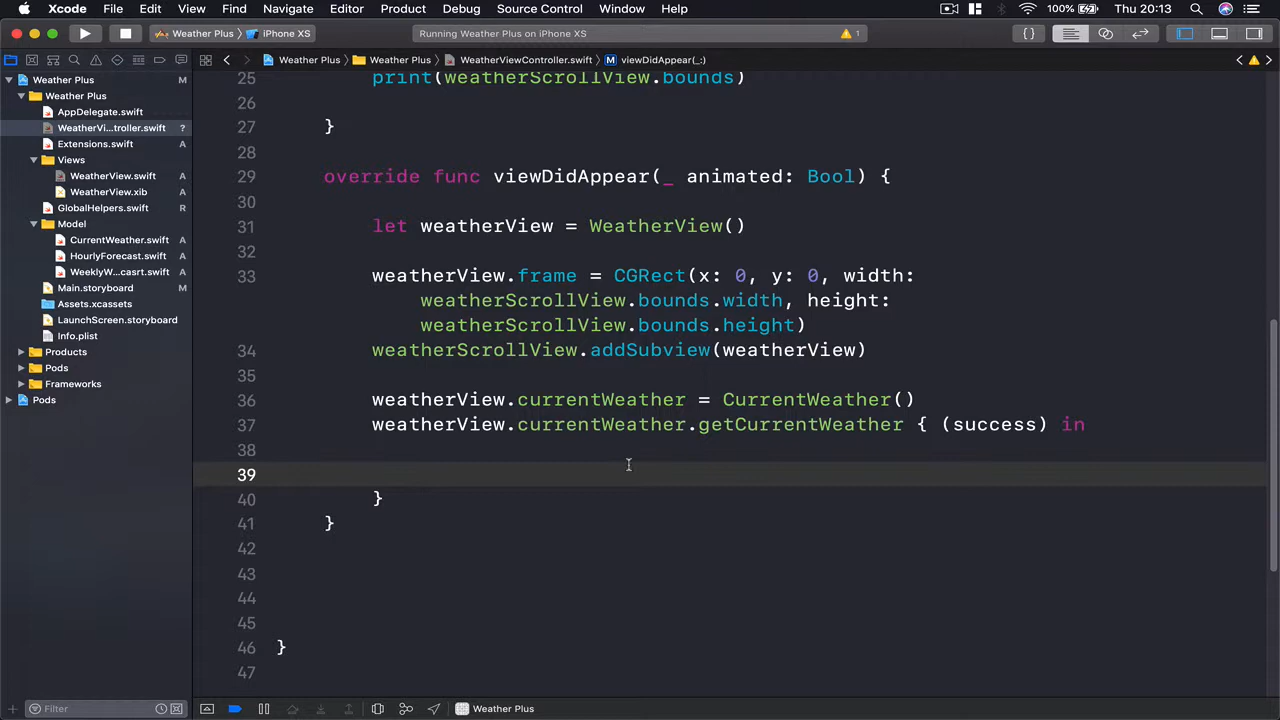 Xcode File Edit View Find Navigate Editor Product Debug Source Control Window Help 100% Thu 20:13
Weather Plus iPhone XS Running Weather Plus on iPhone XS 1
Weather Plus Weather Plus WeatherViewController.swift M viewDidAppear(_:)
Weather Plus M
Weather Plus
AppDelegate.swift
WeatherVi...troller.swift ?
Extensions.swift A
Views
WeatherView.swift A
WeatherView.xib A
GlobalHelpers.swift R
Model
CurrentWeather.swift A
HourlyForecast.swift A
WeeklyW...casrt.swift A
Main.storyboard M
Assets.xcassets
LaunchScreen.storyboard
Info.plist
Products
Pods
Frameworks
Pods
Filter
25 print(weatherScrollView.bounds)
26
27 }
28
29 override func viewDidAppear(_ animated: Bool) {
30
31 let weatherView = WeatherView()
32
33 weatherView.frame = CGRect(x: 0, y: 0, width:
weatherScrollView.bounds.width, height:
weatherScrollView.bounds.height)
34 weatherScrollView.addSubview(weatherView)
35
36 weatherView.currentWeather = CurrentWeather()
37 weatherView.currentWeather.getCurrentWeather { (success) in
38
39
40 }
41 }
42
43
44
45
46 }
47
Weather Plus